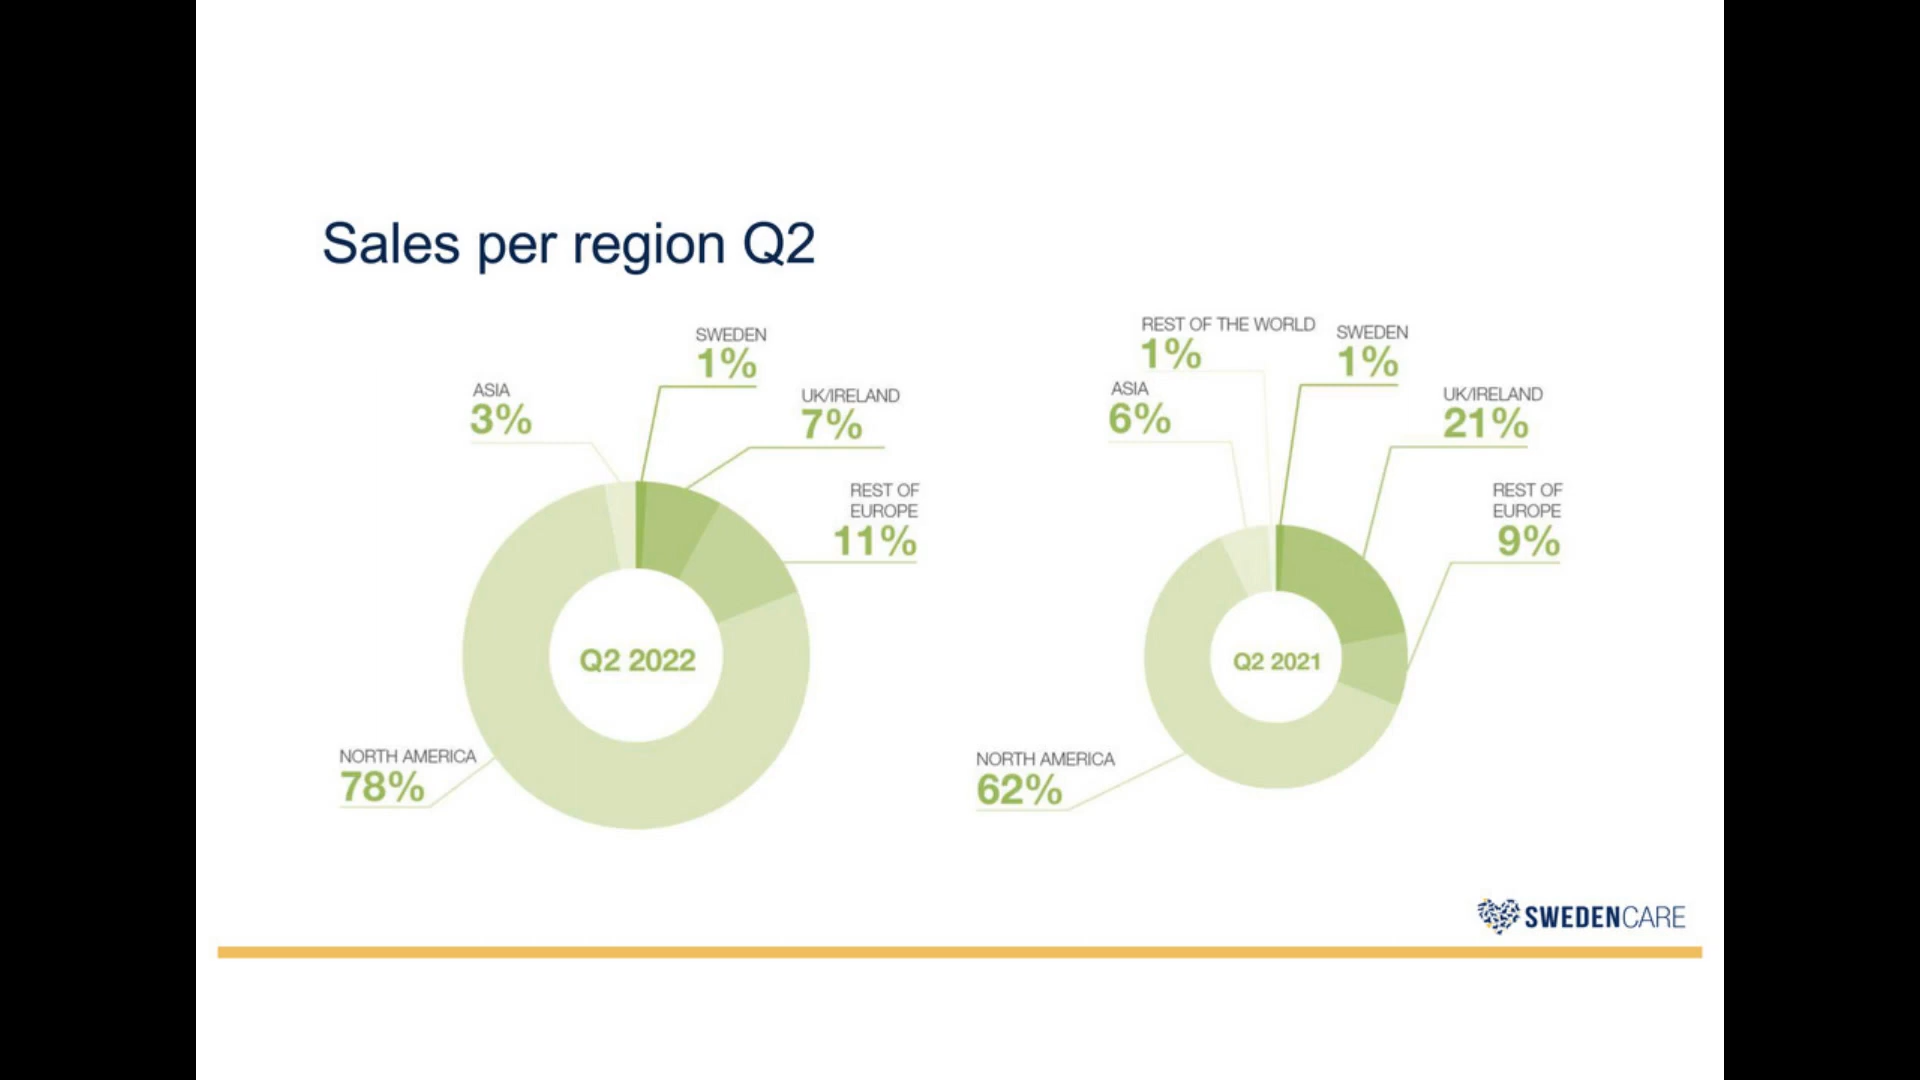 Sales per region Q2
SWEDEN
1%
ASIA
3%
UK/IRELAND
7%
REST OF
EUROPE
11%
Q2 2022
NORTH AMERICA
78%
REST OF THE WORLD
1%
SWEDEN
1%
ASIA
6%
UK/IRELAND
21%
REST OF
EUROPE
9%
Q2 2021
NORTH AMERICA
62%
SWEDENCARE